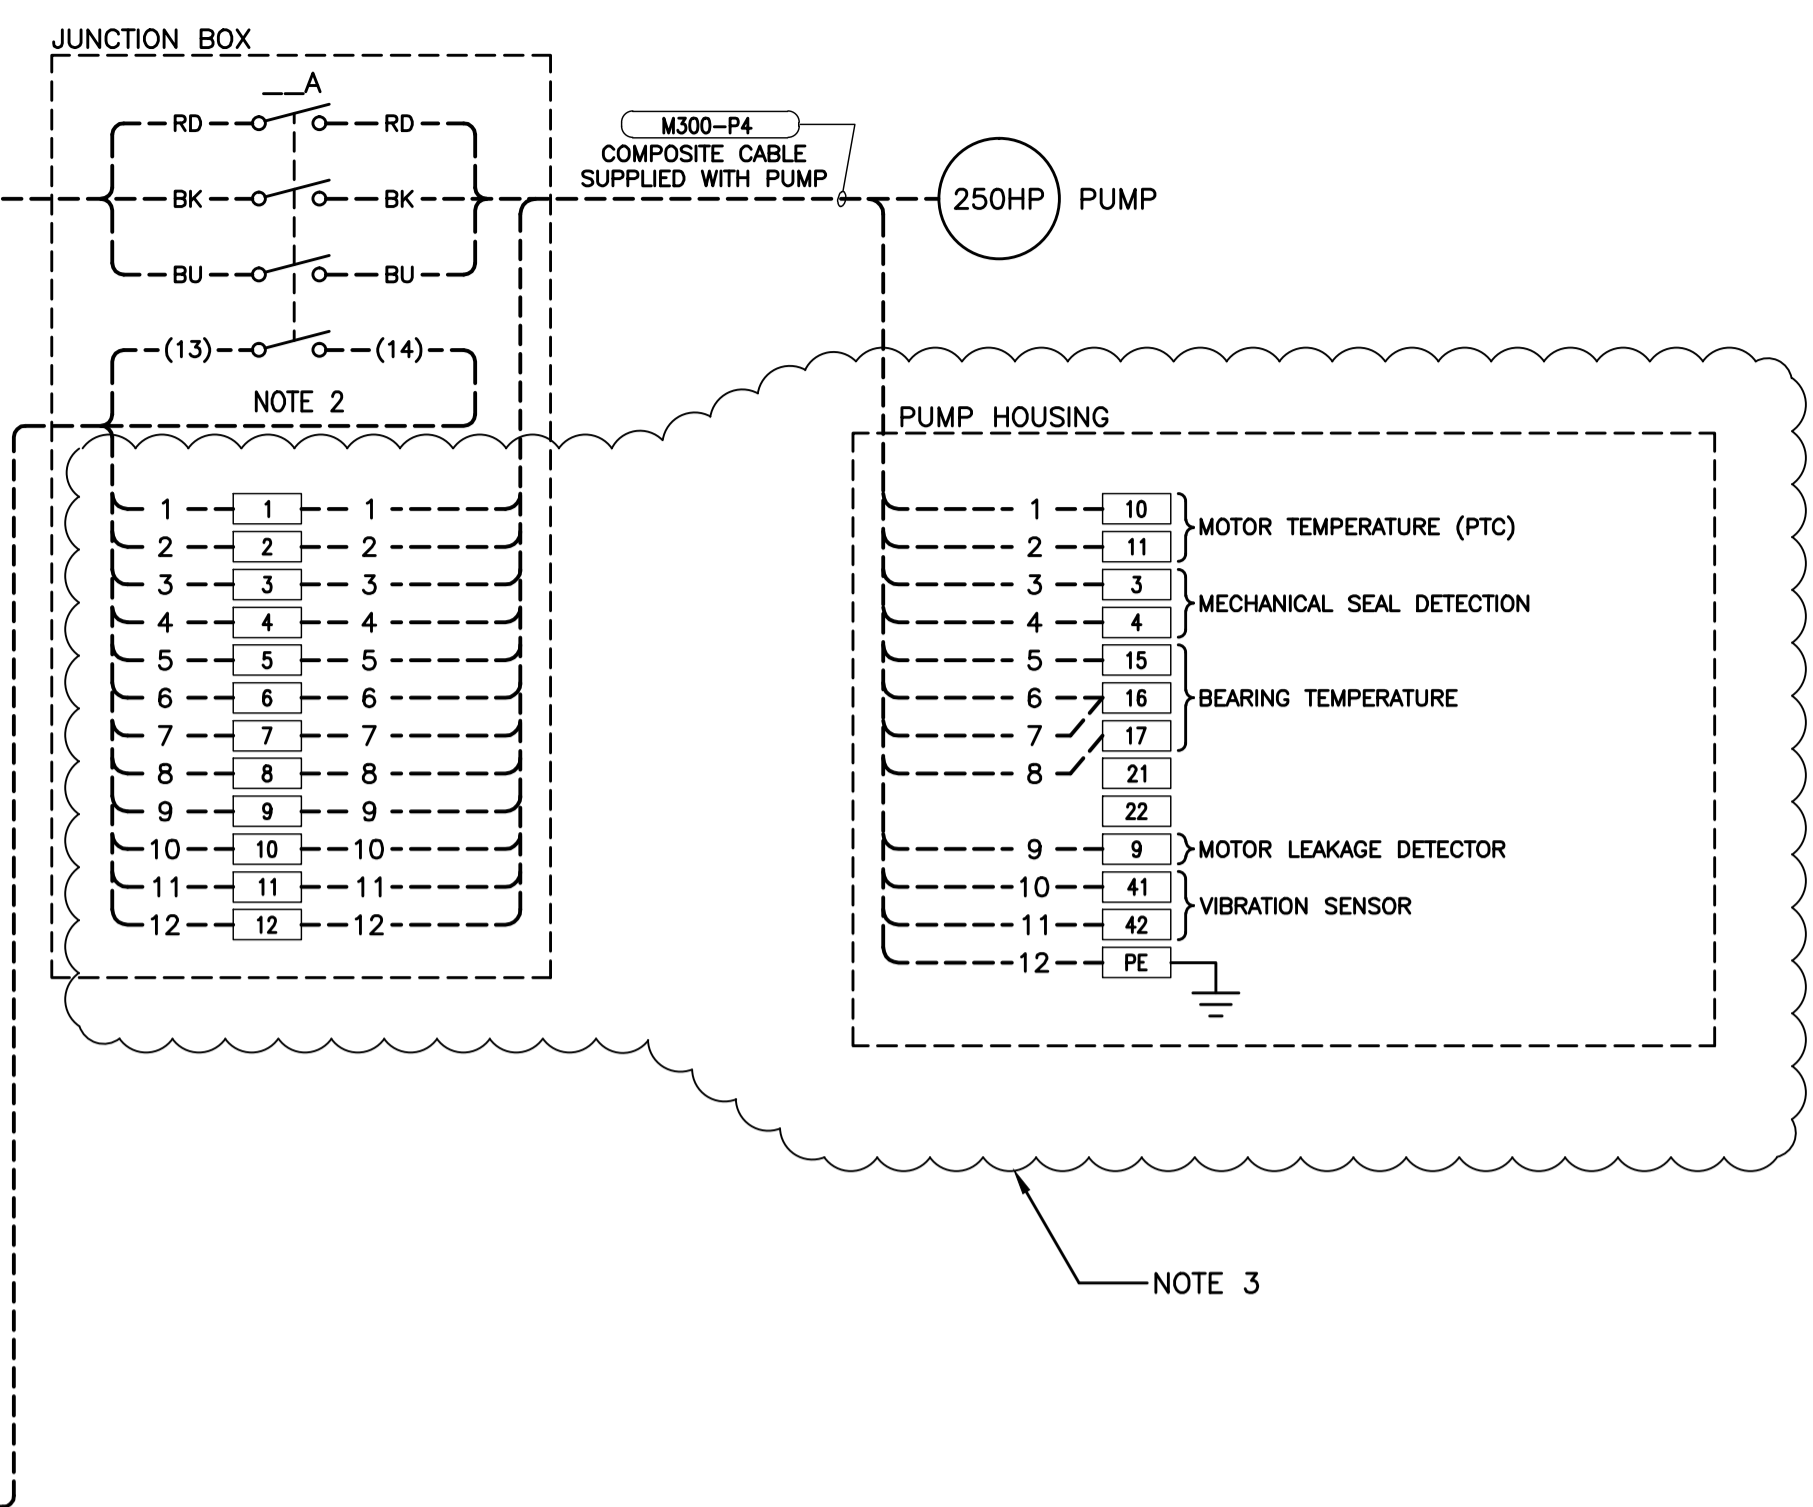 JUNCTION BOX
__A
RD RD
BK BK
BU BU
(13) (14)
NOTE 2
1 1 1
2 2 2
3 3 3
4 4 4
5 5 5
6 6 6
7 7 7
8 8 8
9 9 9
10 10 10
11 11 11
12 12 12
M300-P4
COMPOSITE CABLE
SUPPLIED WITH PUMP
250HP PUMP
PUMP HOUSING
1 10
2 11
MOTOR TEMPERATURE (PTC)
3 3
4 4
MECHANICAL SEAL DETECTION
5 15
6 16 BEARING TEMPERATURE
7 17
8 21
22
9 9 MOTOR LEAKAGE DETECTOR
10 41
11 42
VIBRATION SENSOR
12 PE
NOTE 3